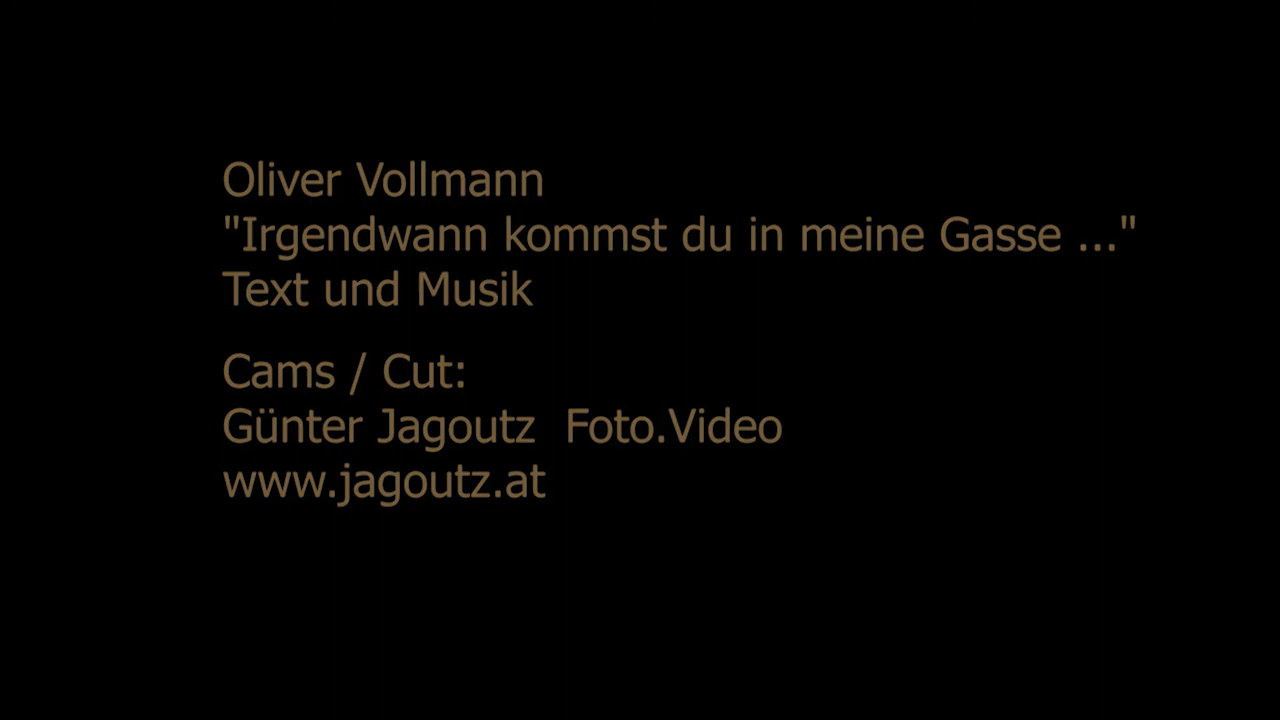 Oliver Vollmann
"Irgendwann kommst du in meine Gasse ..."
Text und Musik
Cams / Cut:
Günter Jagoutz  Foto.Video
www.jagoutz.at